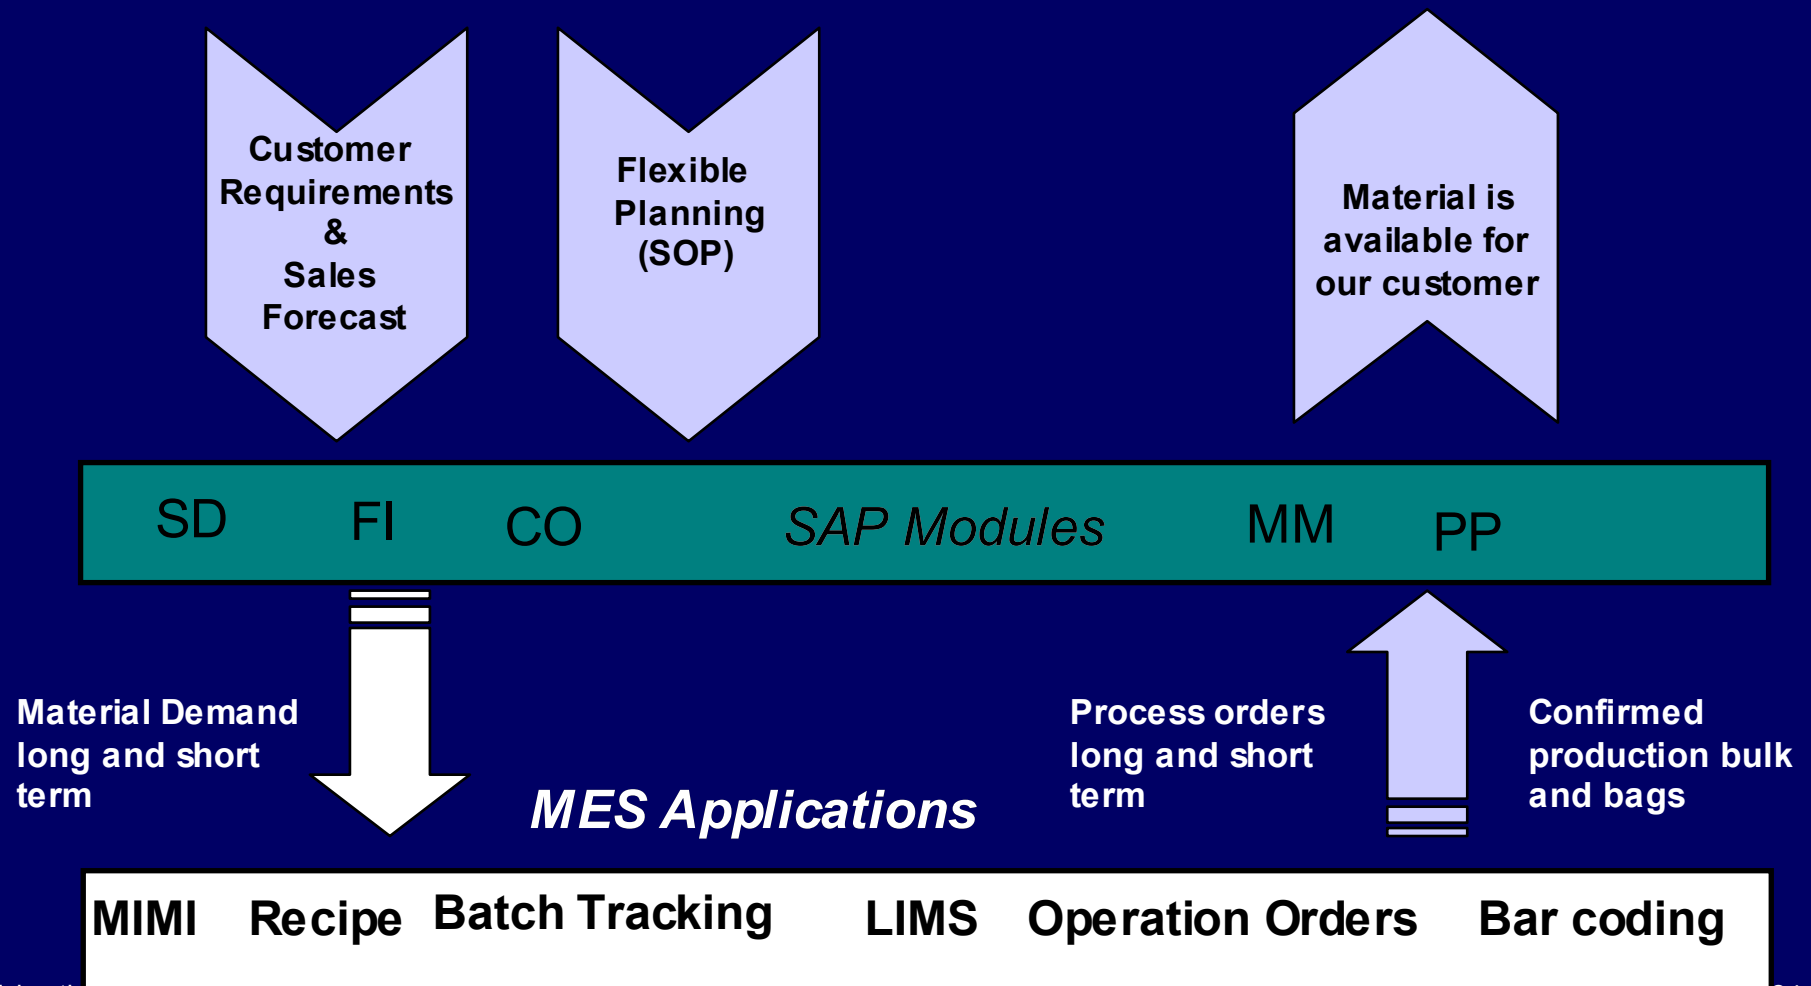 Customer
Requirements
&
Sales
Forecast
Flexible
Planning
(SOP)
Material is
available for
our customer
SD FI CO SAP Modules MM PP
Material Demand
long and short
term
MES Applications
Process orders
long and short
term
Confirmed
production bulk
and bags
MIMI Recipe Batch Tracking LIMS Operation Orders Bar coding